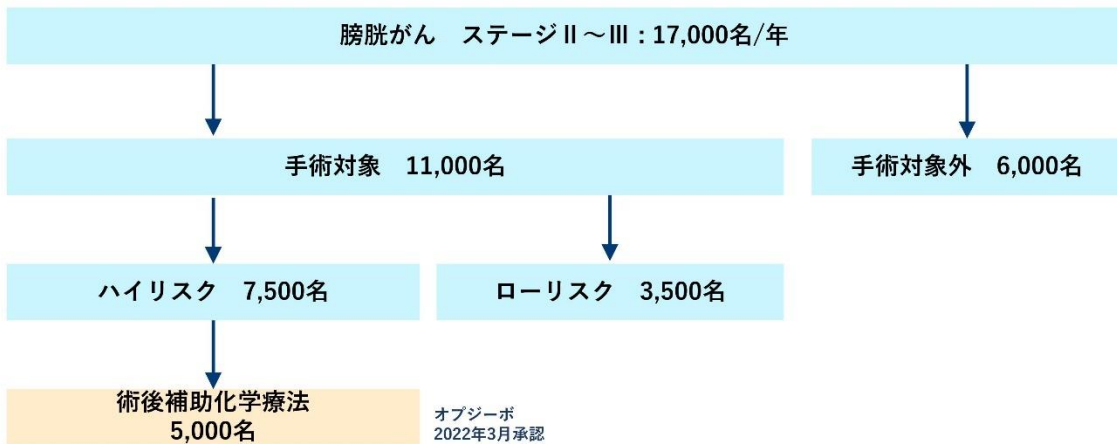 膀胱がん　ステージⅡ～Ⅲ：17,000名/年
手術対象　11,000名
手術対象外　6,000名
ハイリスク　7,500名
ローリスク　3,500名
術後補助化学療法
5,000名
オプジーボ
2022年3月承認